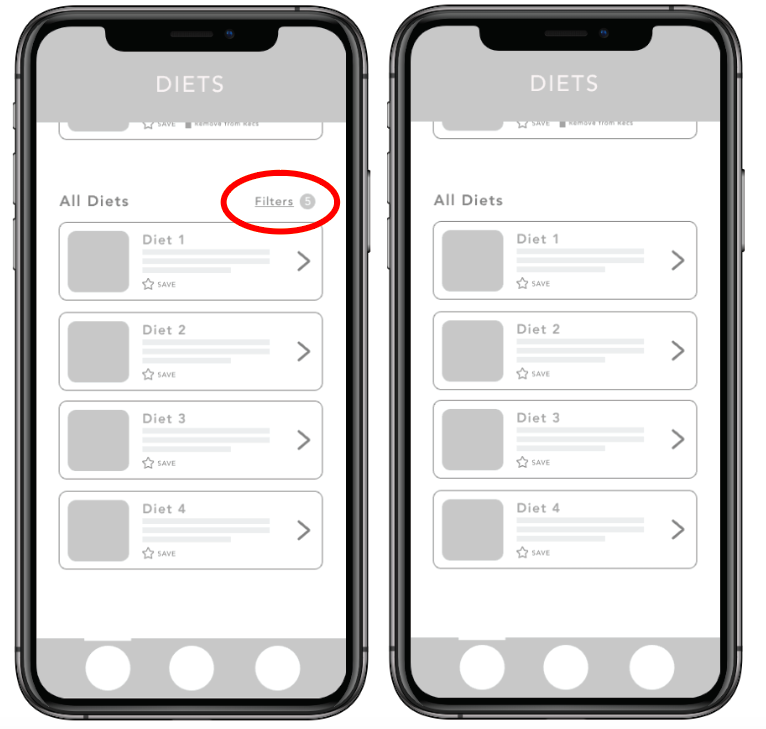 DIETS
SAVE Remove from Recs
All Diets Filters 5
Diet 1
SAVE
Diet 2
SAVE
Diet 3
SAVE
Diet 4
SAVE
DIETS
SAVE Remove from Recs
All Diets
Diet 1
SAVE
Diet 2
SAVE
Diet 3
SAVE
Diet 4
SAVE